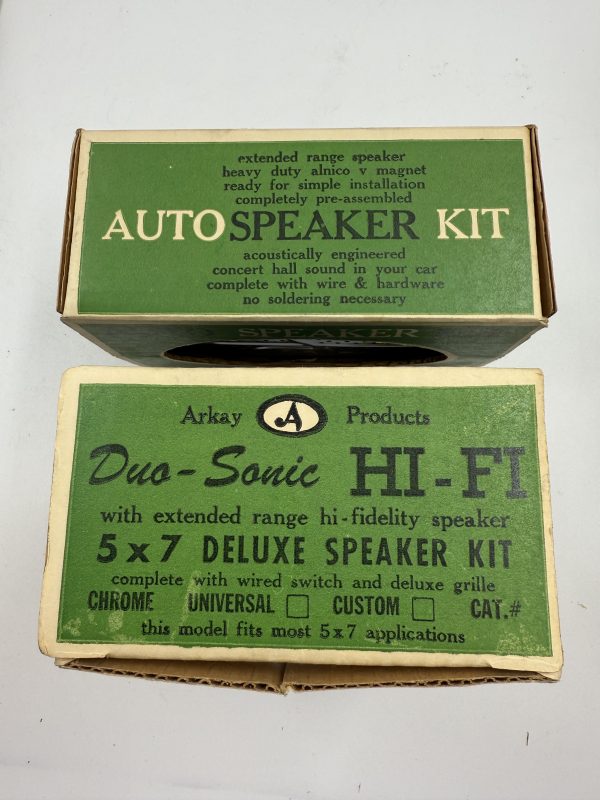 extended range speaker
heavy duty alnico v magnet
ready for simple installation
completely pre-assembled
AUTO SPEAKER KIT
acoustically engineered
concert hall sound in your car
complete with wire & hardware
no soldering necessary
SPEAKER
Arkay A Products
Duo-Sonic HI-FI
with extended range hi-fidelity speaker
5 x 7 DELUXE SPEAKER KIT
complete with wired switch and deluxe grille
CHROME UNIVERSAL CUSTOM CAT.#
this model fits most 5x7 applications